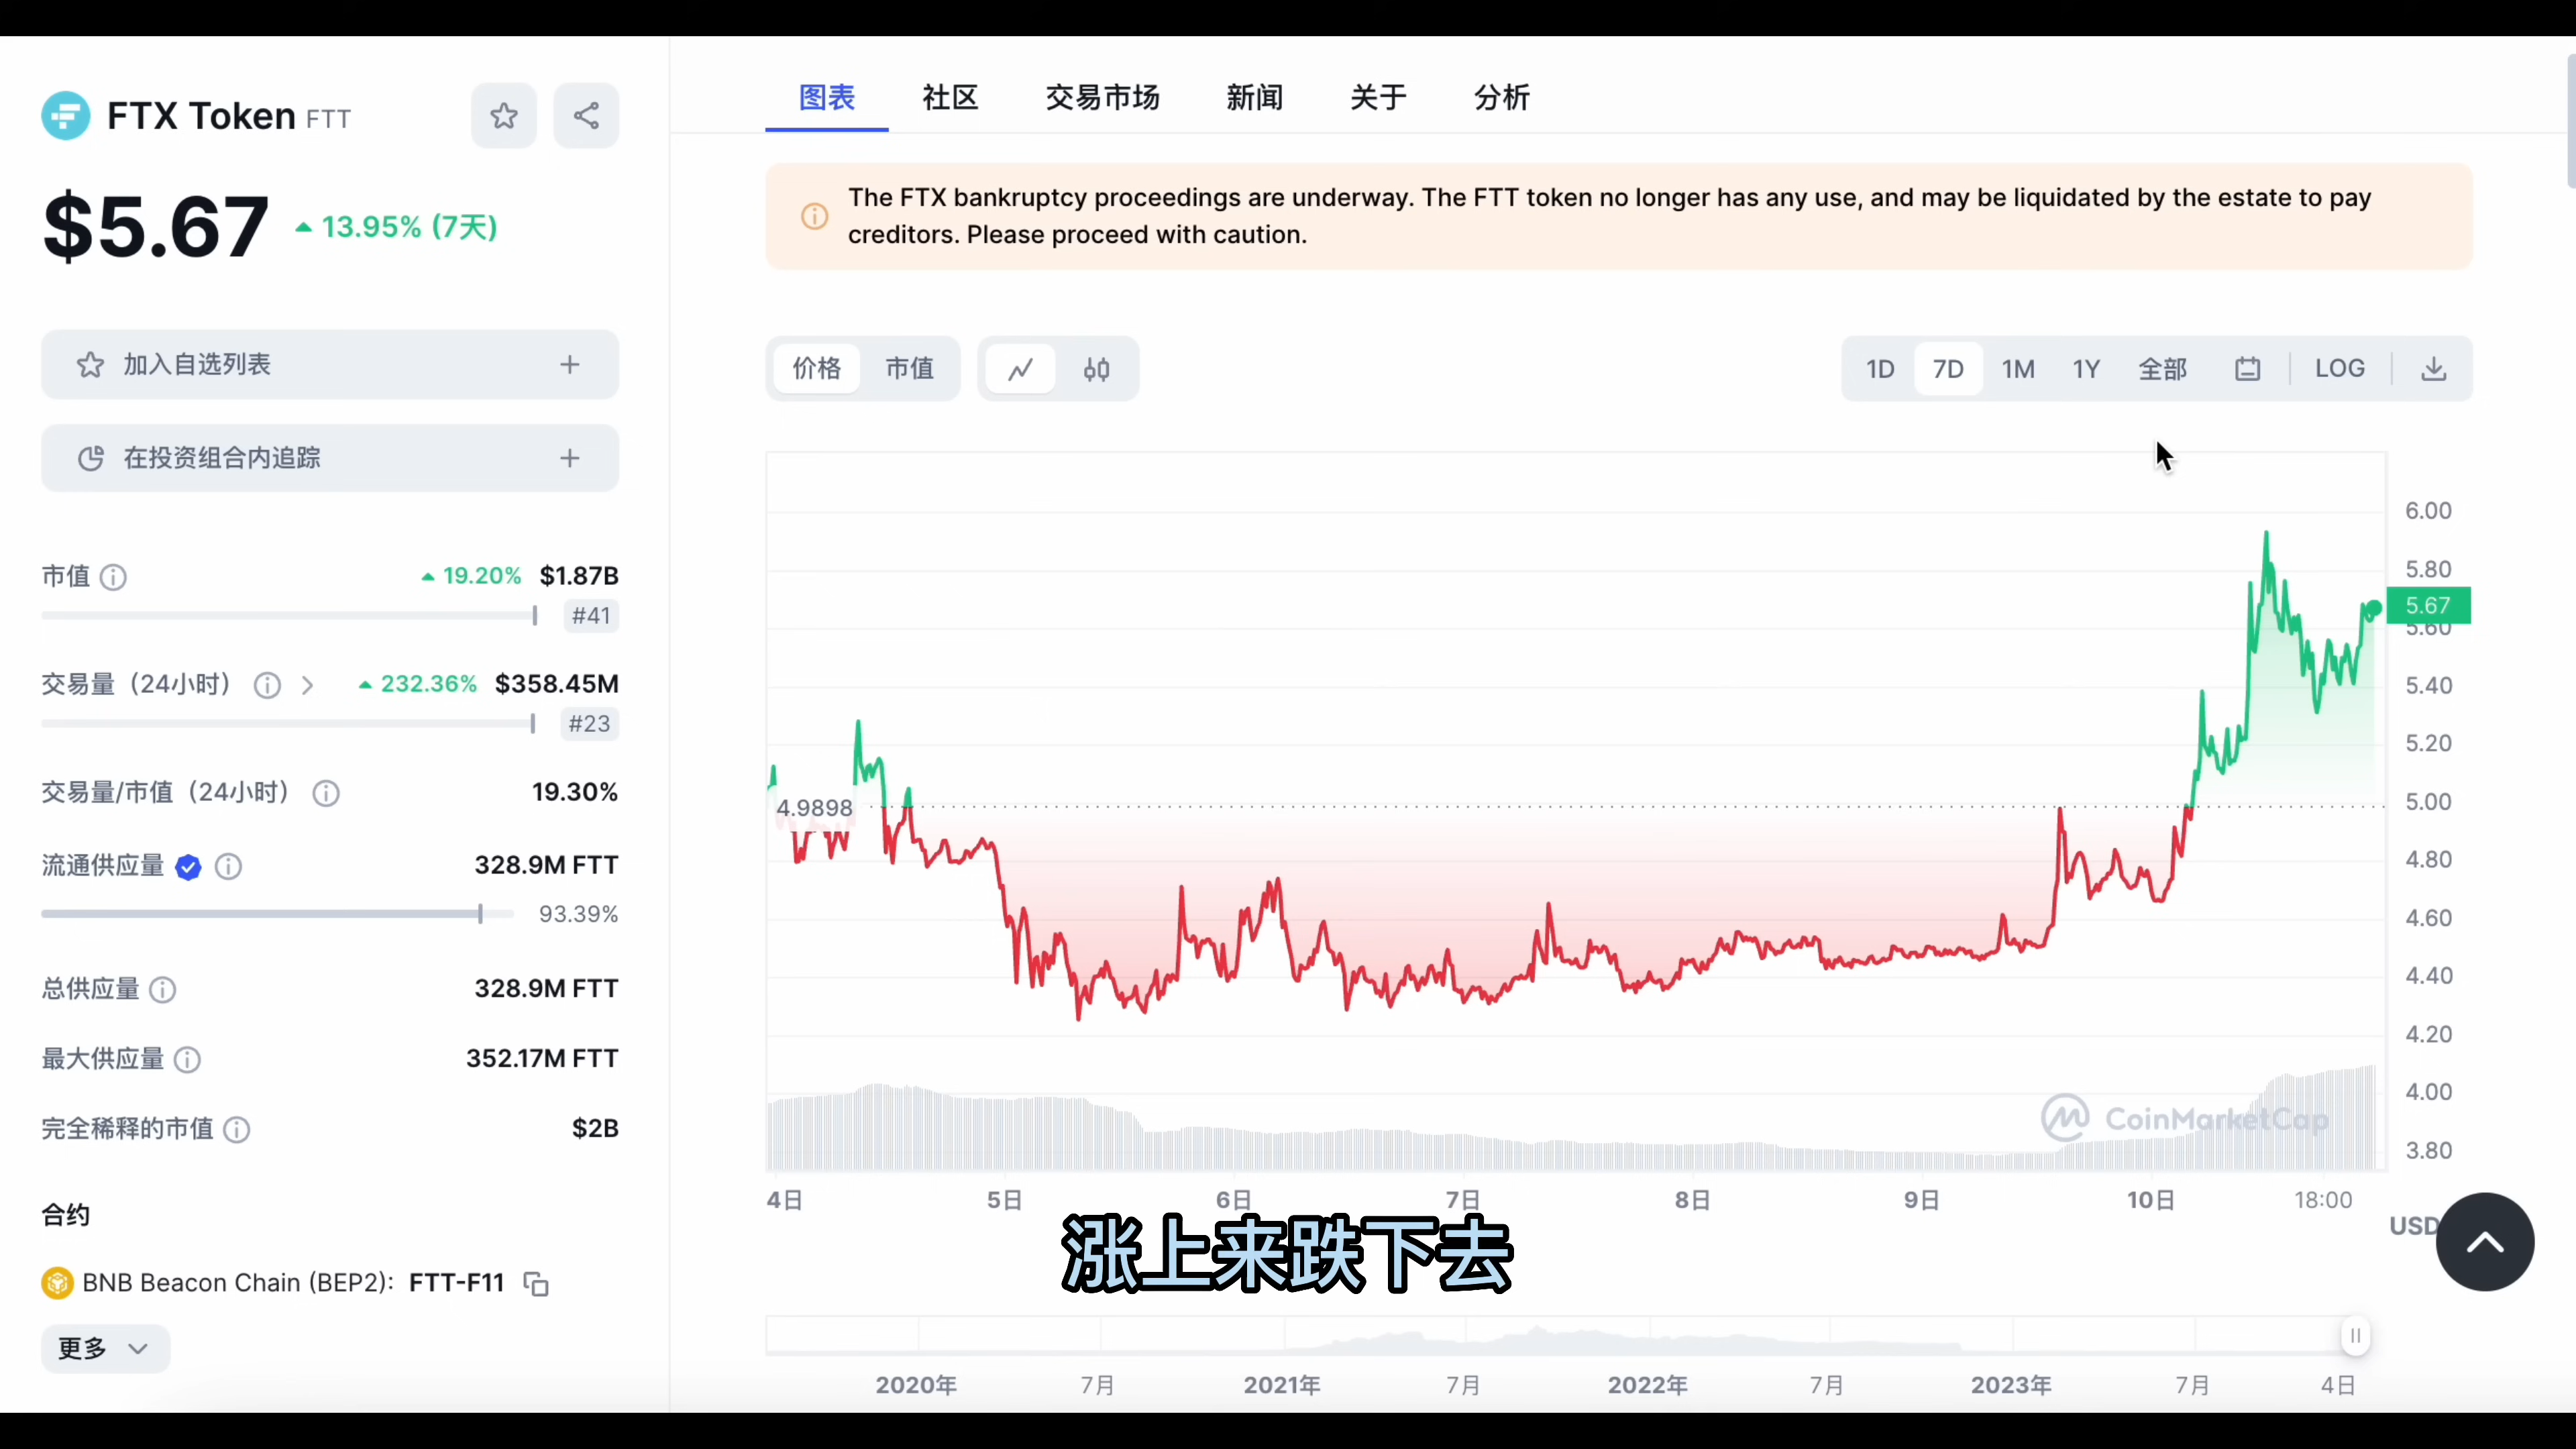 FTX Token FTT
$5.67 13.95% (7天)
加入自选列表
在投资组合内追踪
市值 19.20% $1.87B
#41
交易量（24小时） 232.36% $358.45M
#23
交易量/市值（24小时） 19.30%
流通供应量 328.9M FTT
93.39%
总供应量 328.9M FTT
最大供应量 352.17M FTT
完全稀释的市值 $2B
合约
BNB Beacon Chain (BEP2): FTT-F11
更多
图表 社区 交易市场 新闻 关于 分析
The FTX bankruptcy proceedings are underway. The FTT token no longer has any use, and may be liquidated by the estate to pay
creditors. Please proceed with caution.
价格 市值 1D 7D 1M 1Y 全部 LOG
6.00
5.80
5.67
5.60
5.40
5.20
4.9898 5.00
4.80
4.60
4.40
4.20
4.00
CoinMarketCap
3.80
4日 5日 6日 7日 8日 9日 10日 18:00
USD
涨上来跌下去
2020年 7月 2021年 7月 2022年 7月 2023年 7月 4日